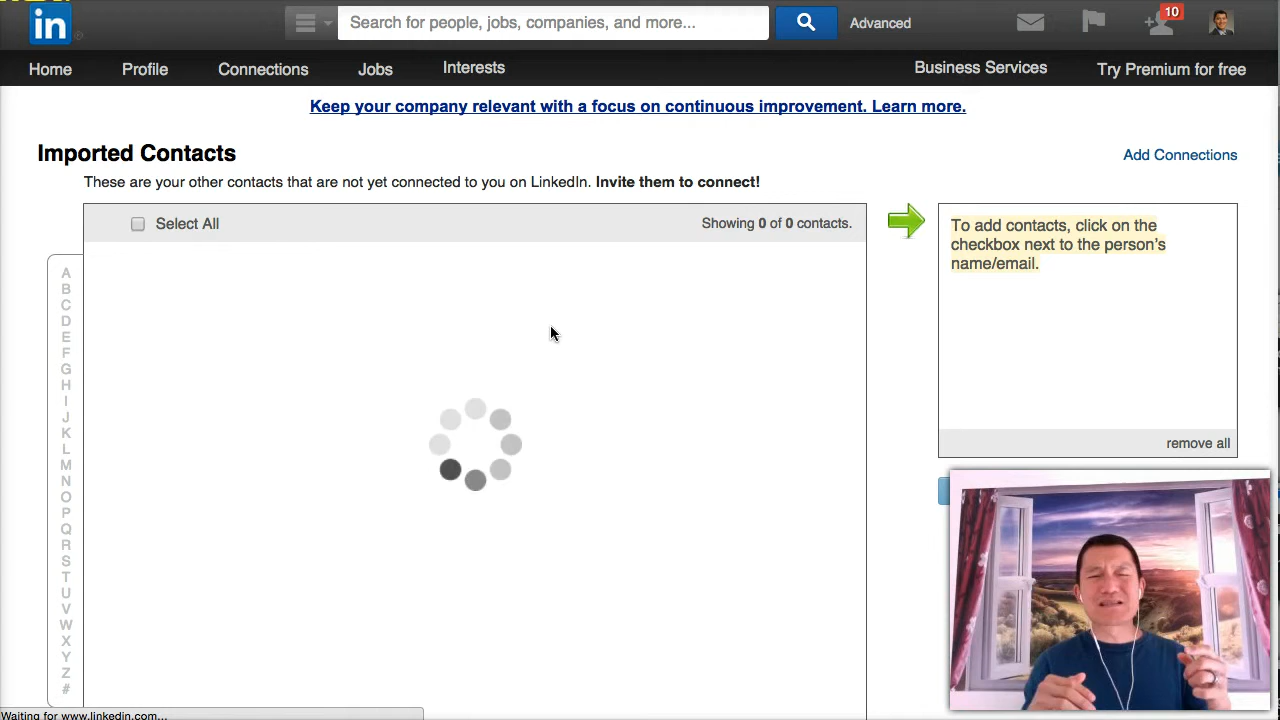 in
Search for people, jobs, companies, and more...
Advanced
10
Home
Profile
Connections
Jobs
Interests
Business Services
Try Premium for free
Keep your company relevant with a focus on continuous improvement. Learn more.
Imported Contacts
Add Connections
These are your other contacts that are not yet connected to you on LinkedIn. Invite them to connect!
Select All
Showing 0 of 0 contacts.
To add contacts, click on the
checkbox next to the person's
name/email.
remove all
A
B
C
D
E
F
G
H
I
J
K
L
M
N
O
P
Q
R
S
T
U
V
W
X
Y
Z
#
Waiting for www.linkedin.com...